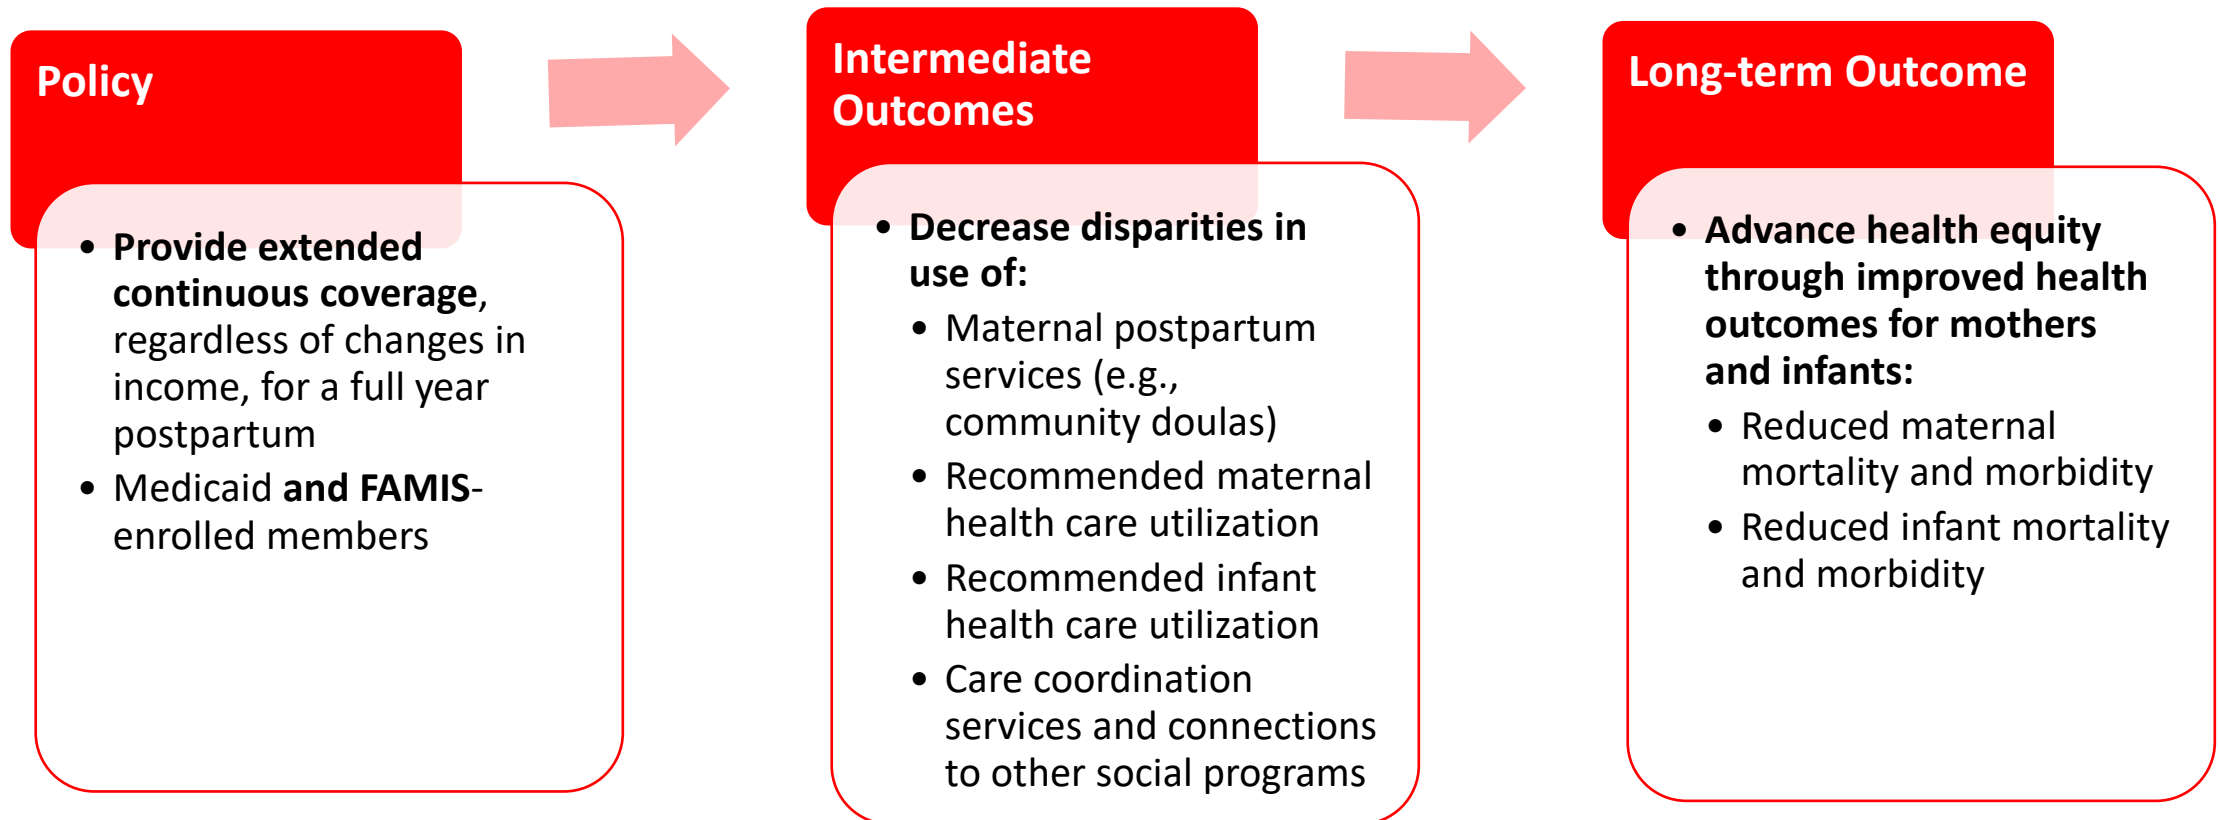 Policy
• Provide extended
continuous coverage,
regardless of changes in
income, for a full year
postpartum
• Medicaid and FAMIS-
enrolled members
Intermediate
Outcomes
• Decrease disparities in
use of:
• Maternal postpartum
services (e.g.,
community doulas)
• Recommended maternal
health care utilization
• Recommended infant
health care utilization
• Care coordination
services and connections
to other social programs
Long-term Outcome
• Advance health equity
through improved health
outcomes for mothers
and infants:
• Reduced maternal
mortality and morbidity
• Reduced infant mortality
and morbidity